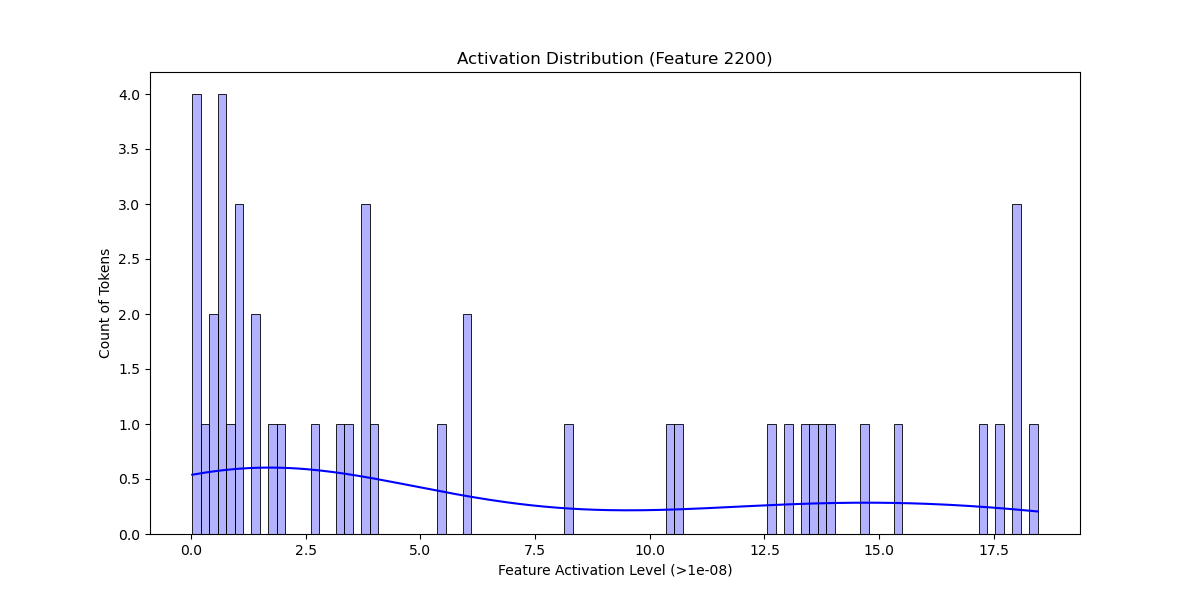 Activation Distribution (Feature 2200)
4.0
3.5
3.0
2.5
2.0
1.5
1.0
0.5
0.0
Count of Tokens
0.0 2.5 5.0 7.5 10.0 12.5 15.0 17.5
Feature Activation Level (>1e-08)